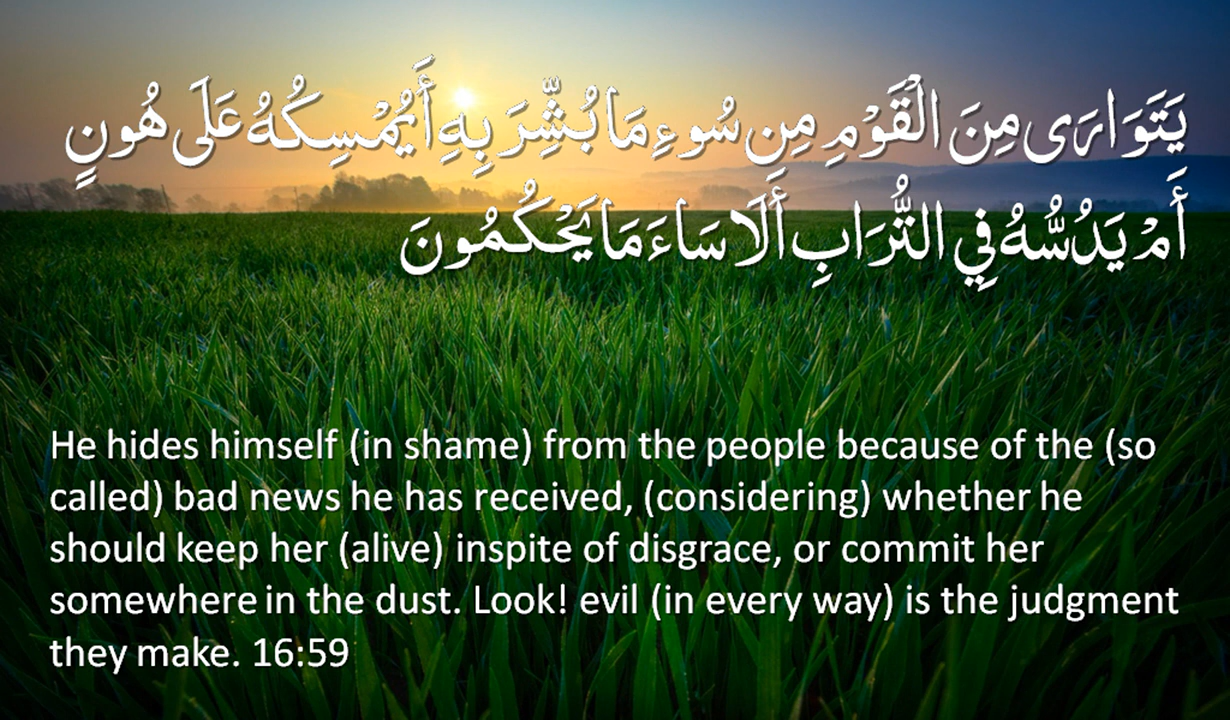 يَتَوَارَى مِنَ الْقَوْمِ مِن سُوءِ مَا بُشِّرَ بِهِ أَيُمْسِكُهُ عَلَى هُونٍ
أَمْ يَدُسُّهُ فِي التُّرَابِ أَلَا سَاءَ مَا يَحْكُمُونَ
He hides himself (in shame) from the people because of the (so
called) bad news he has received, (considering) whether he
should keep her (alive) inspite of disgrace, or commit her
somewhere in the dust. Look! evil (in every way) is the judgment
they make. 16:59